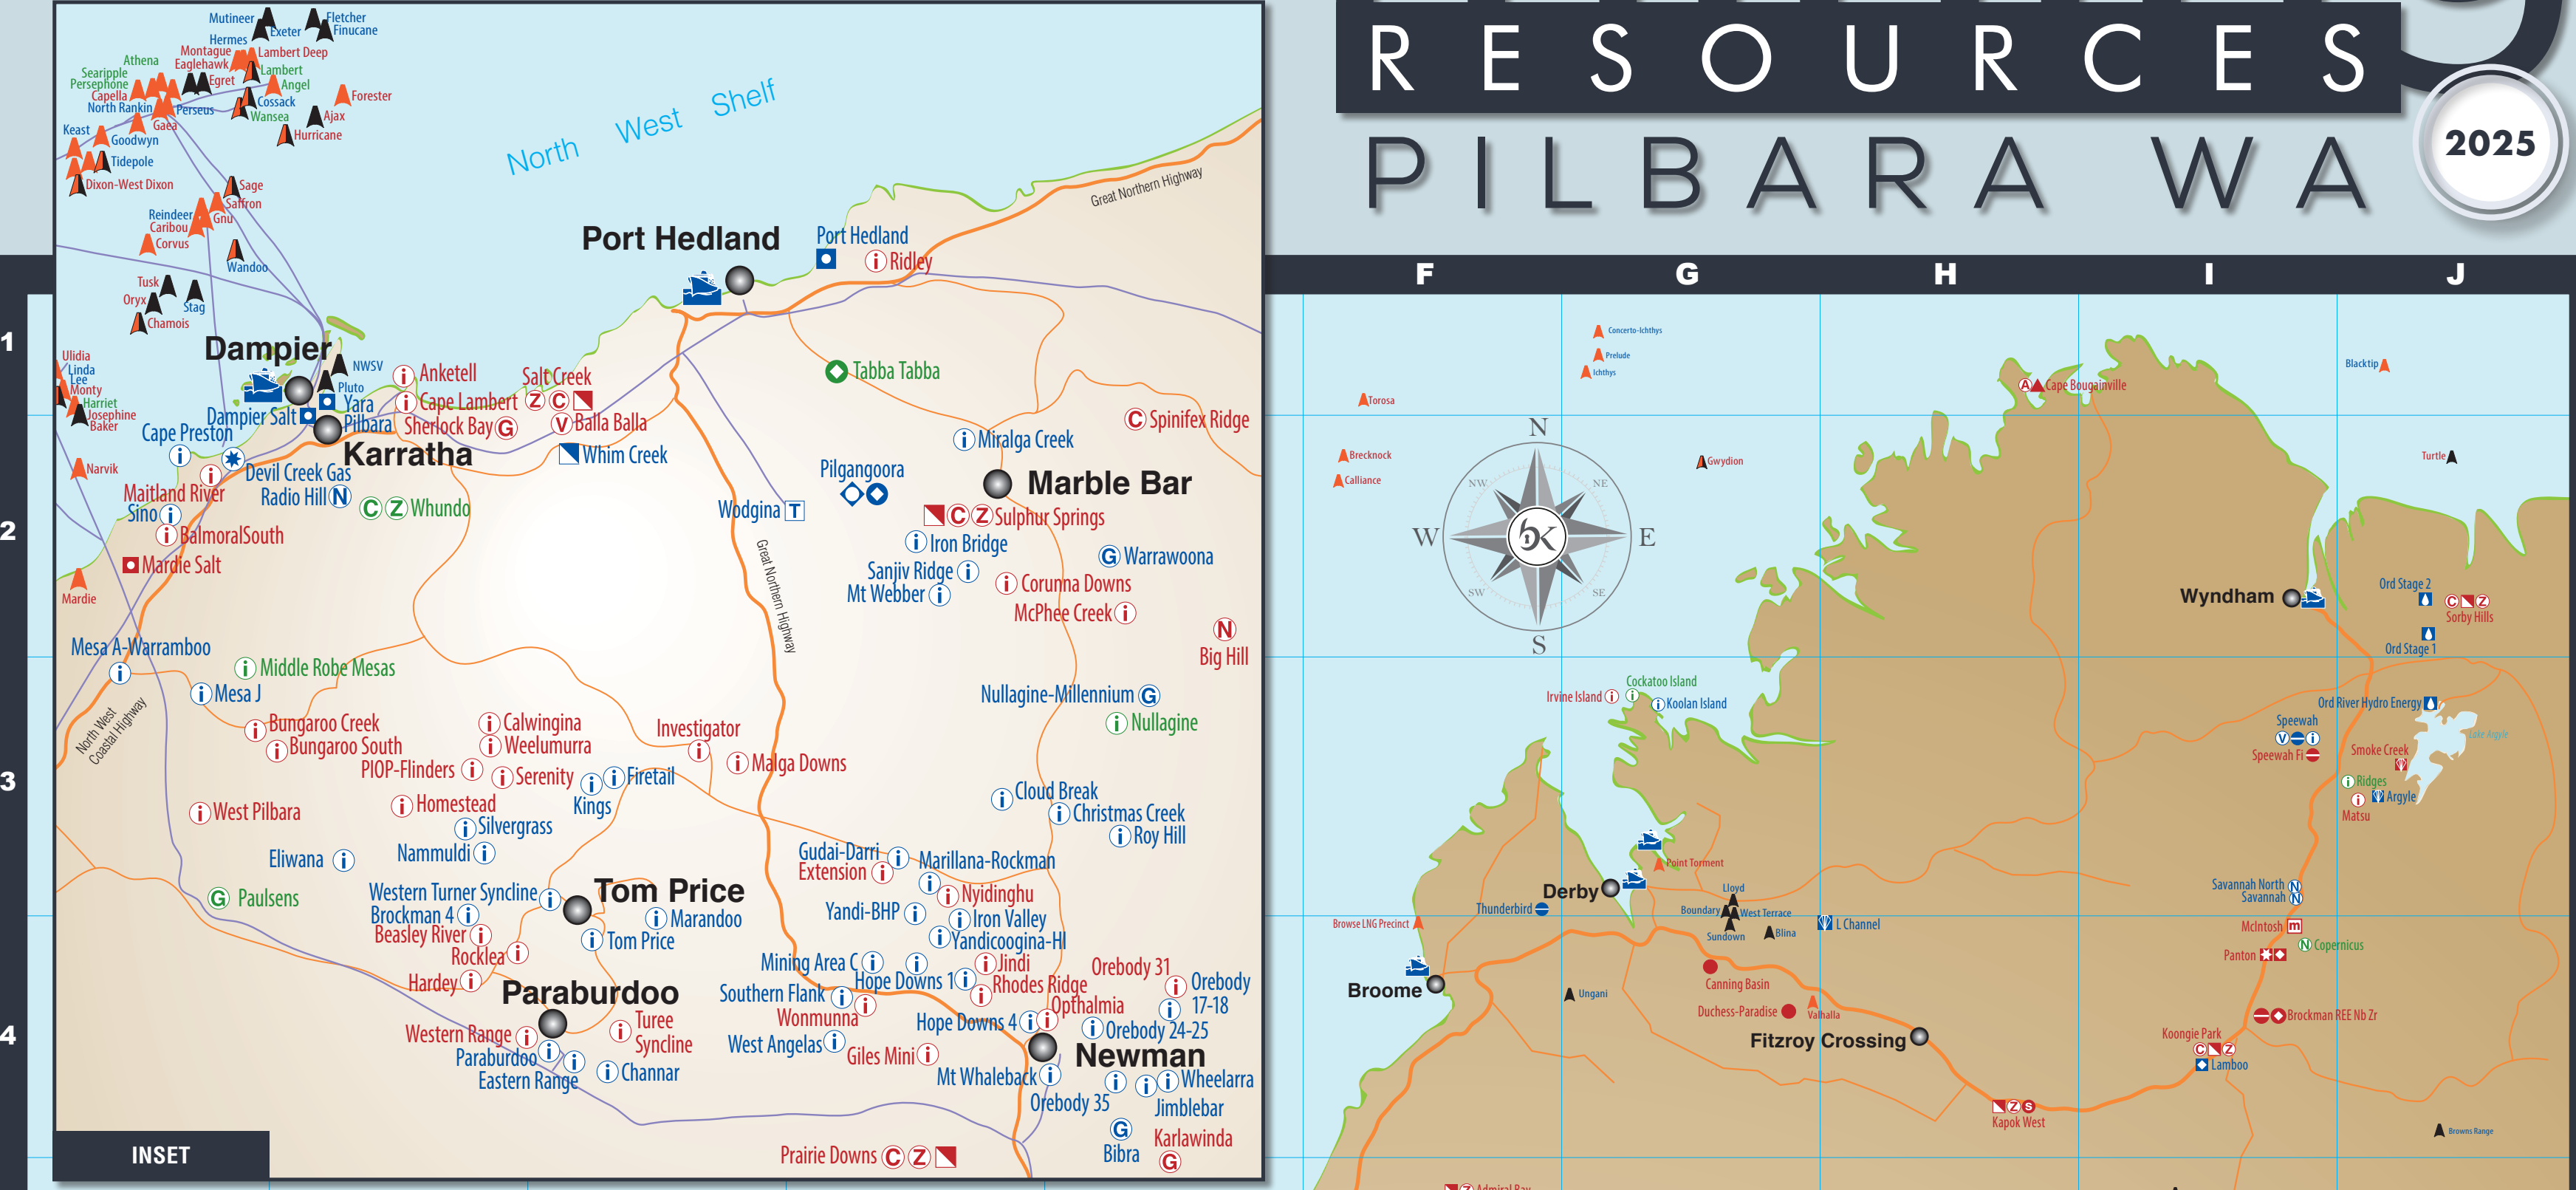 RESOURCES
PILBARA WA
2025
F G H I J
1
2
3
4
North West Shelf
Mutineer
Exeter
Fletcher
Finucane
Hermes
Montague
Lambert Deep
Eaglehawk
Athena
Lambert
Searipple
Egret
Angel
Persephone
Capella
Forester
Cossack
North Rankin
Perseus
Wansea
Ajax
Gaea
Keast
Hurricane
Goodwyn
Tidepole
Dixon-West Dixon
Sage
Saffron
Reindeer
Gnu
Caribou
Corvus
Wandoo
Tusk
Oryx
Stag
Chamois
Great Northern Highway
Port Hedland
Port Hedland
Ridley
Dampier
Ulidia
Linda
Lee
Monty
Harriet
Josephine
Baker
NWSV
Pluto
Yara
Pilbara
Dampier Salt
Anketell
Cape Lambert
Salt Creek
Z C
Sherlock Bay G
V Balla Balla
Tabba Tabba
C Spinifex Ridge
Cape Preston
Karratha
Whim Creek
Miralga Creek
Narvik
Devil Creek Gas
Pilgangoora
Marble Bar
Maitland River
Radio Hill N
C Z Whundo
Wodgina T
Sino
C Z Sulphur Springs
BalmoralSouth
Iron Bridge
G Warrawoona
Mardie Salt
Sanjiv Ridge
Corunna Downs
Mardie
Mt Webber
McPhee Creek
Great Northern Highway
N
Big Hill
Mesa A-Warramboo
Middle Robe Mesas
Mesa J
Nullagine-Millennium G
Nullagine
North West
Coastal Highway
Bungaroo Creek
Bungaroo South
Calwingina
Weelumurra
Investigator
PIOP-Flinders
Serenity
Malga Downs
Firetail
Kings
Cloud Break
West Pilbara
Homestead
Christmas Creek
Silvergrass
Roy Hill
Eliwana
Nammuldi
Gudai-Darri
Marillana-Rockman
Extension
G Paulsens
Western Turner Syncline
Tom Price
Nyidinghu
Brockman 4
Marandoo
Yandi-BHP
Iron Valley
Beasley River
Tom Price
Yandicoogina-HI
Rocklea
Mining Area C
Jindi
Orebody 31
Hardey
Paraburdoo
Hope Downs 1
Rhodes Ridge
Orebody
17-18
Southern Flank
Opthalmia
Wonmunna
Hope Downs 4
Orebody 24-25
Western Range
Turee
Syncline
West Angelas
Giles Mini
Newman
Paraburdoo
Eastern Range
Channar
Mt Whaleback
Wheelarra
Orebody 35
Jimblebar
G
Bibra
Karlawinda
G
Prairie Downs C Z
INSET
Concerto-Ichthys
Prelude
Ichthys
Torosa
Brecknock
Calliance
Gwydion
A Cape Bougainville
Blacktip
Turtle
N
NW NE
W E
SW SE
S
Wyndham
Ord Stage 2
C Z
Sorby Hills
Ord Stage 1
Cockatoo Island
Irvine Island
Koolan Island
Ord River Hydro Energy
Speewah
V
Lake Argyle
Speewah Fi
Smoke Creek
Ridges
Argyle
Matsu
Point Torment
Derby
Lloyd
Thunderbird
Boundary
West Terrace
Sundown
Blina
L Channel
Browse LNG Precinct
Savannah North N
Savannah N
McIntosh m
N Copernicus
Panton
Broome
Canning Basin
Ungani
Duchess-Paradise
Valhalla
Fitzroy Crossing
Brockman REE Nb Zr
Koongie Park
C Z
Lamboo
Z S
Kapok West
Browns Range